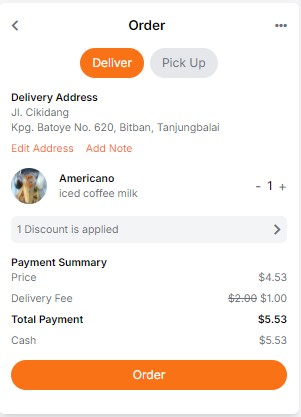 Order
Deliver Pick Up
Delivery Address
Jl. Cikidang
Kpg. Batoye No. 620, Bitban, Tanjungbalai
Edit Address Add Note
Americano
iced coffee milk
- 1 +
1 Discount is applied
Payment Summary
Price $4.53
Delivery Fee $2.00 $1.00
Total Payment $5.53
Cash $5.53
Order